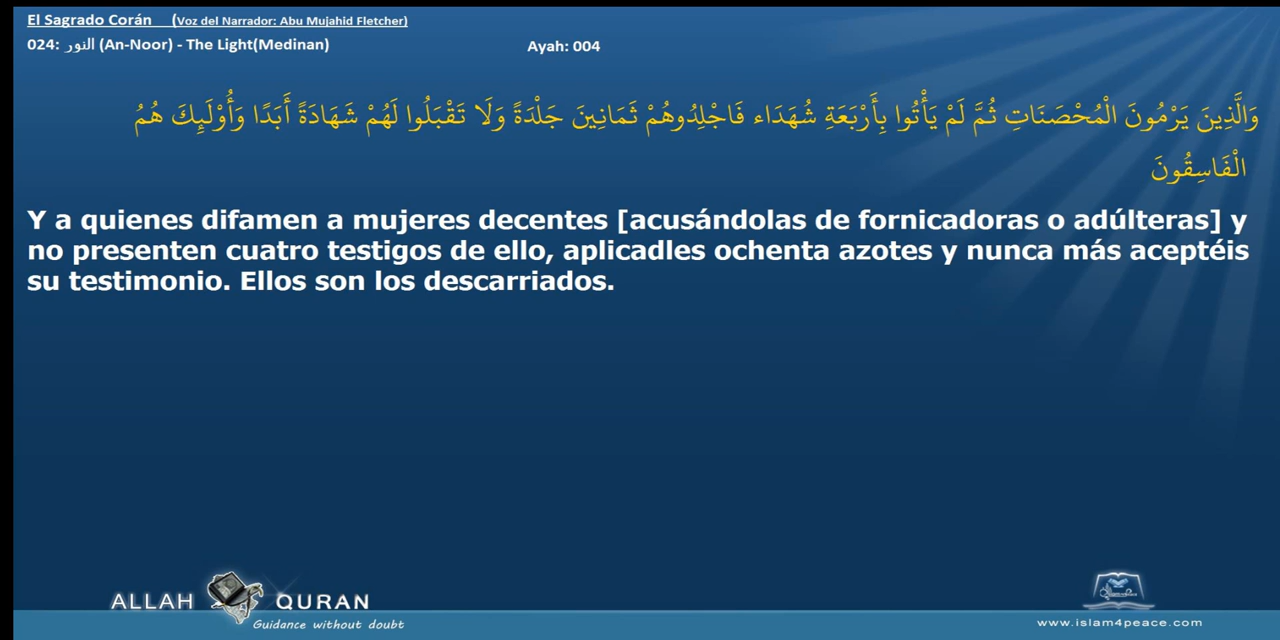 El Sagrado Corán (Voz del Narrador: Abu Mujahid Fletcher)
024: النور (An-Noor) - The Light(Medinan) Ayah: 004
وَالَّذِينَ يَرْمُونَ الْمُحْصَنَاتِ ثُمَّ لَمْ يَأْتُوا بِأَرْبَعَةِ شُهَدَاء فَاجْلِدُوهُمْ ثَمَانِينَ جَلْدَةً وَلَا تَقْبَلُوا لَهُمْ شَهَادَةً أَبَدًا وَأُوْلَئِكَ هُمُ
الْفَاسِقُونَ
Y a quienes difamen a mujeres decentes [acusándolas de fornicadoras o adúlteras] y
no presenten cuatro testigos de ello, aplicadles ochenta azotes y nunca más aceptéis
su testimonio. Ellos son los descarriados.
ALLAH QURAN
Guidance without doubt
www.islam4peace.com